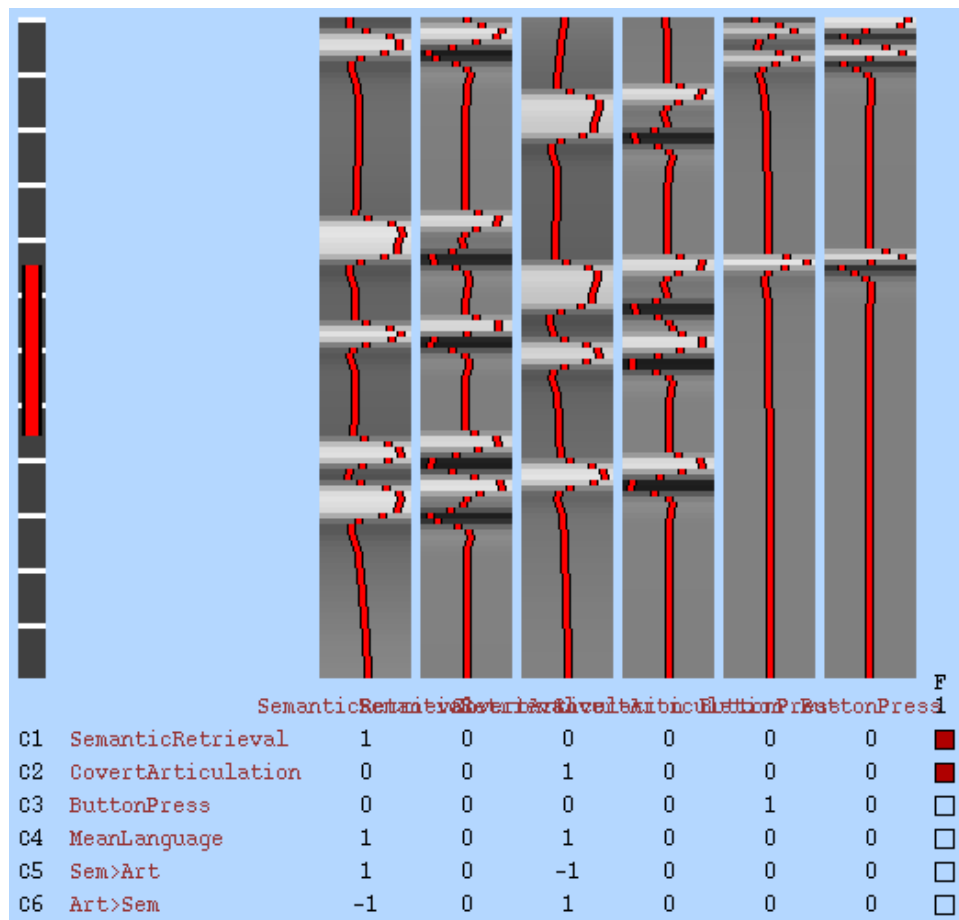 F
1
C1 SemanticRetrieval 1 0 0 0 0 0
C2 CovertArticulation 0 0 1 0 0 0
C3 ButtonPress 0 0 0 0 1 0
C4 MeanLanguage 1 0 1 0 0 0
C5 Sem>Art 1 0 -1 0 0 0
C6 Art>Sem -1 0 1 0 0 0